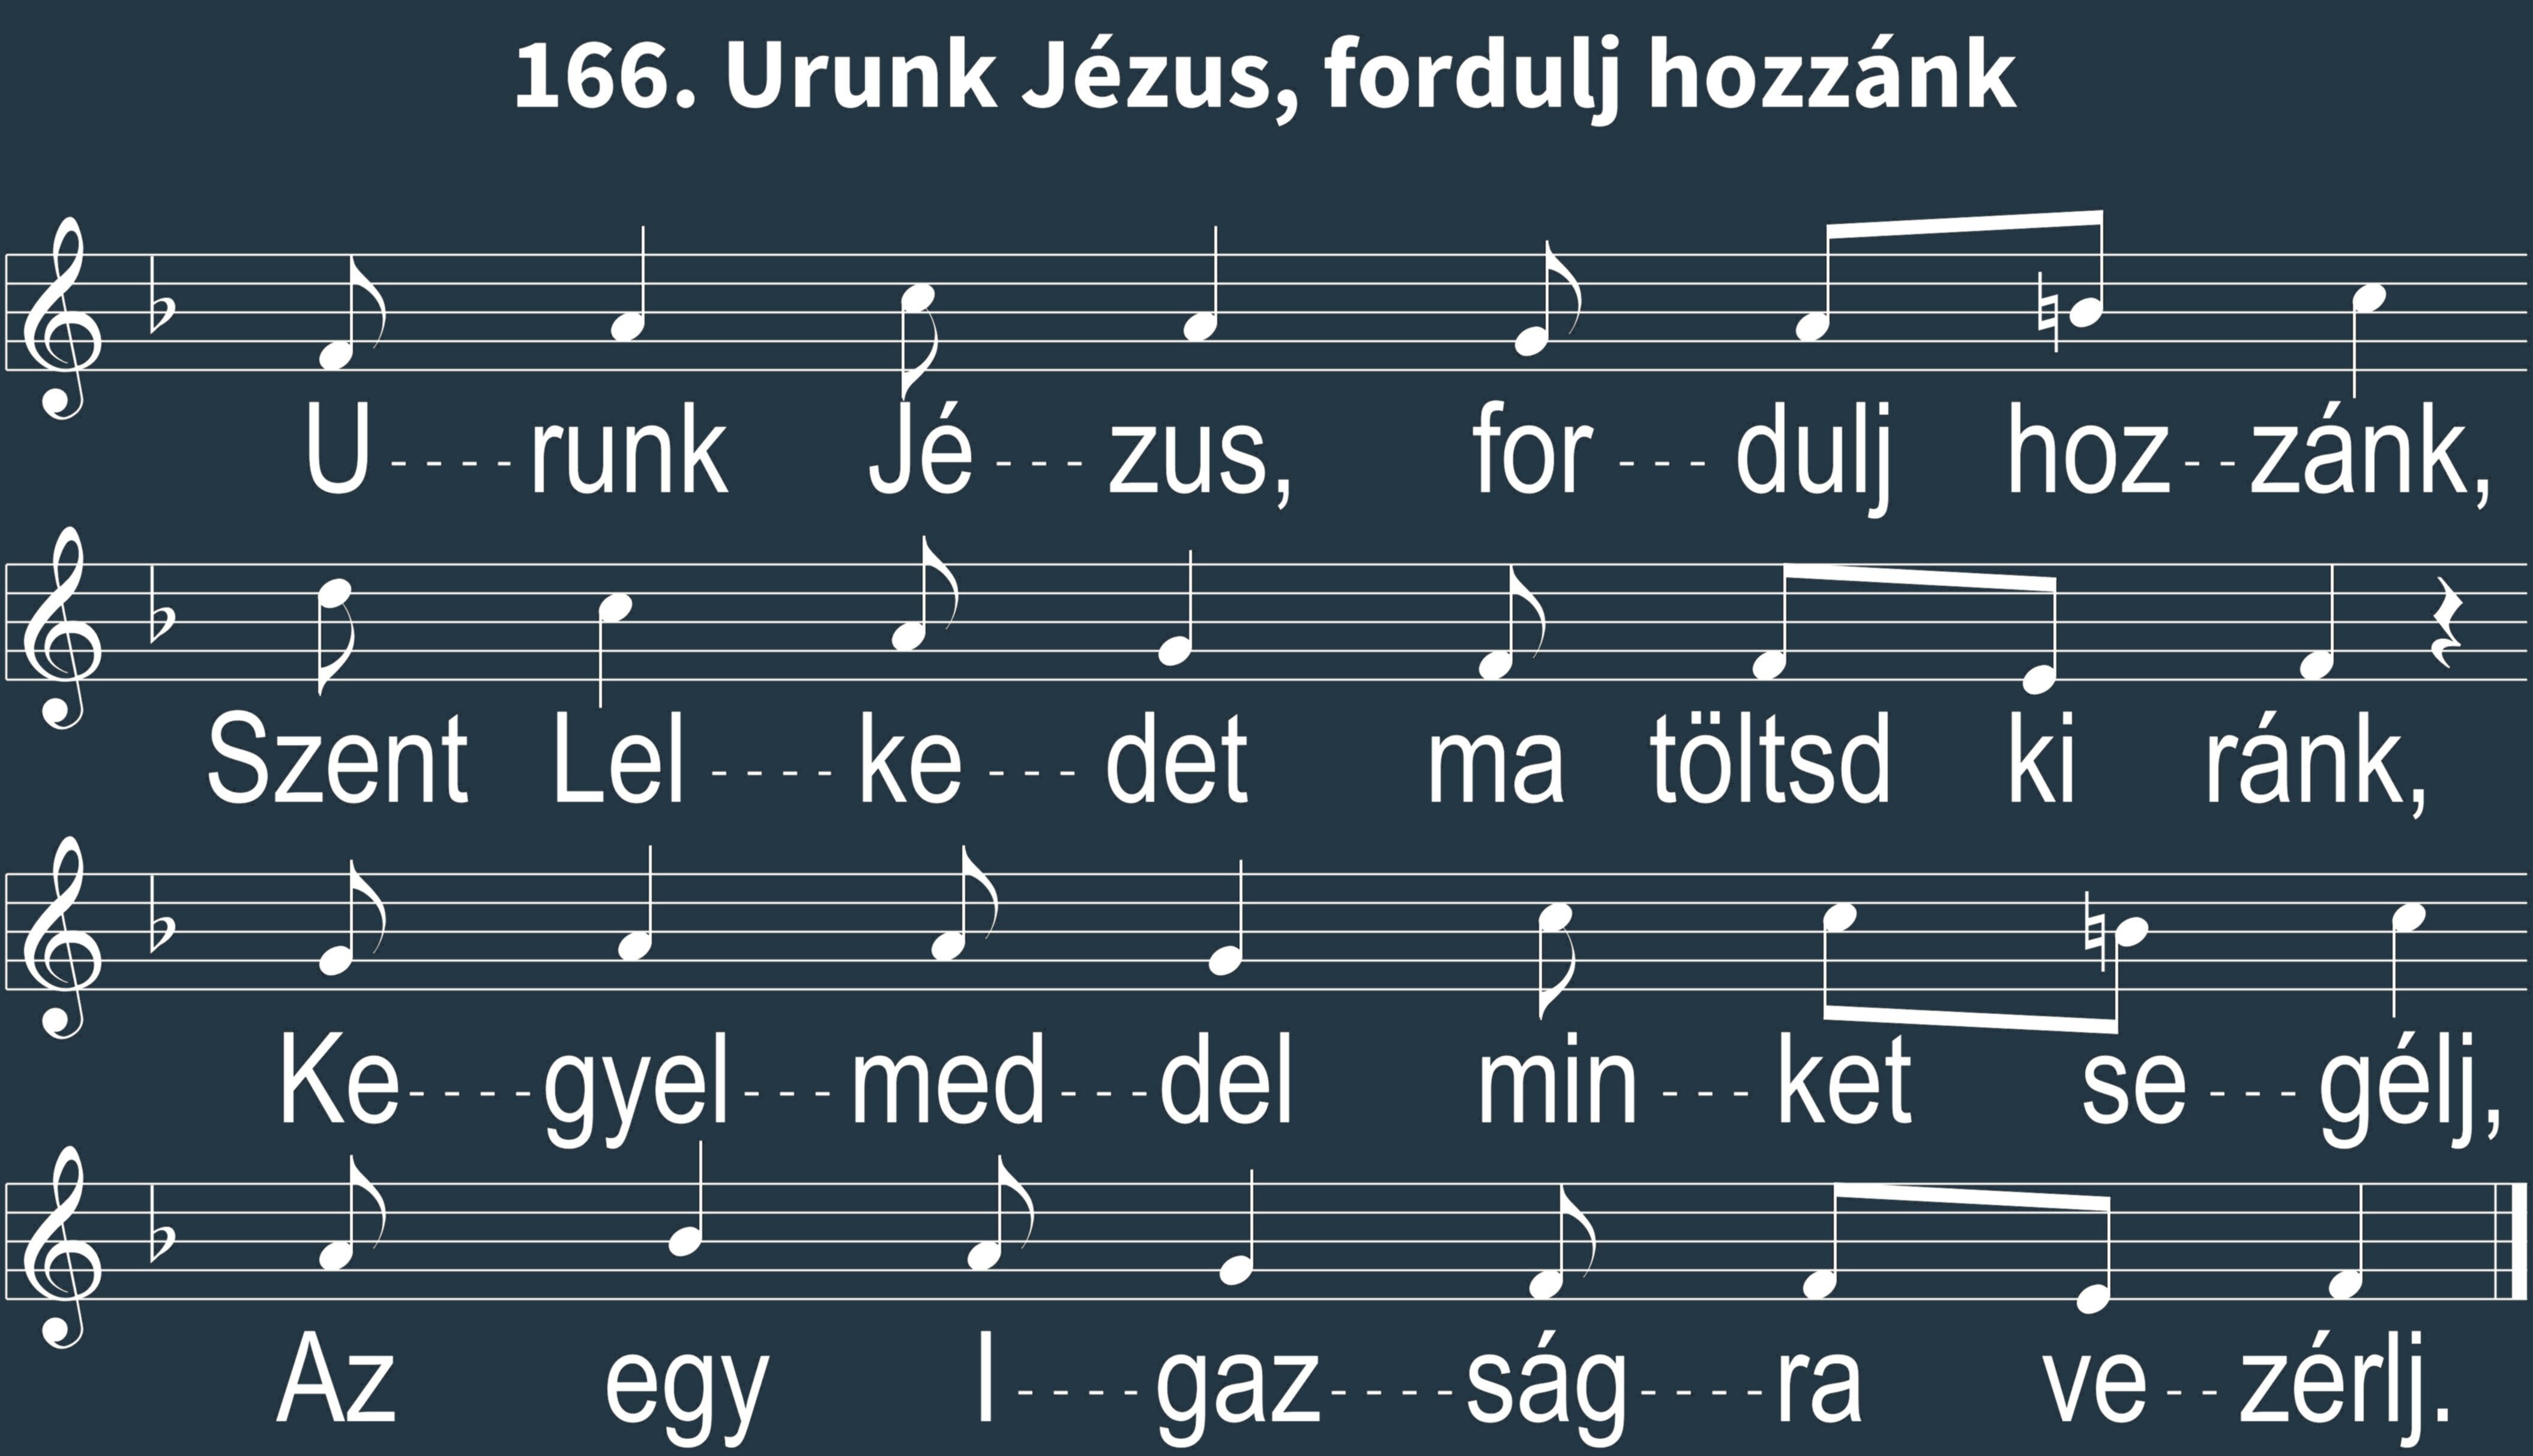 166. Urunk Jézus, fordulj hozzánk
U----runk Jé---zus, for---dulj hoz--zánk,
Szent Lel----ke---det ma töltsd ki ránk,
Ke----gyel---med---del min---ket se---gélj,
Az egy I----gaz----ság----ra ve--zérlj.